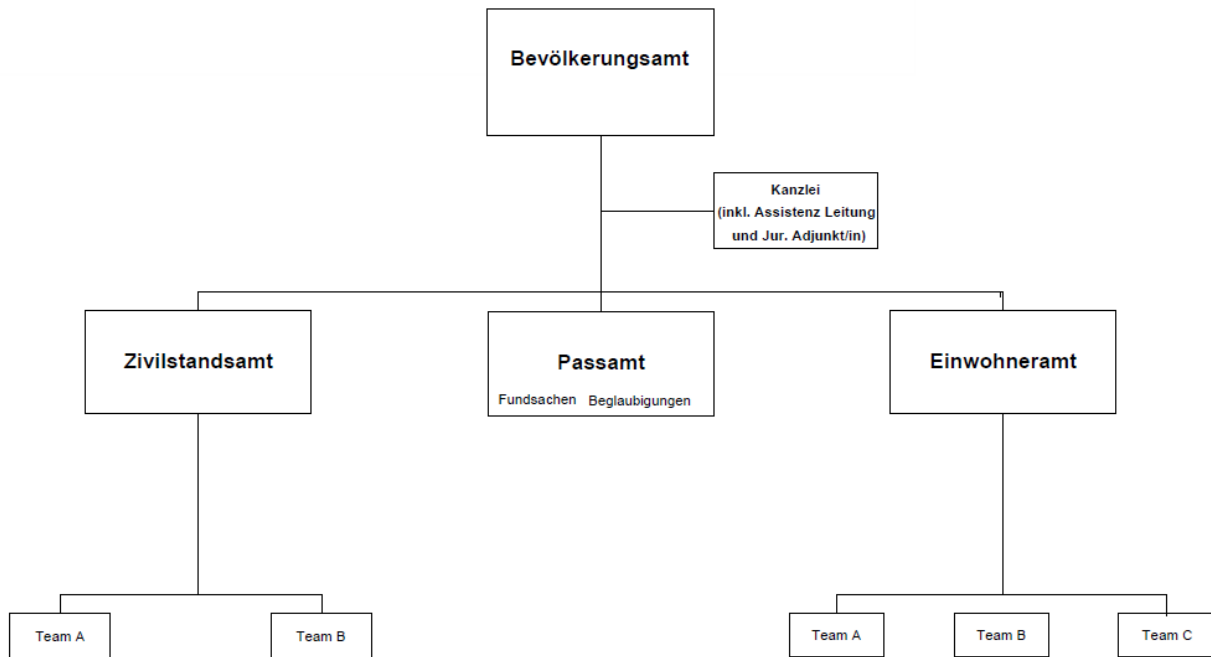 Bevölkerungsamt
Kanzlei
(inkl. Assistenz Leitung
und Jur. Adjunkt/in)
Zivilstandsamt
Passamt
Fundsachen Beglaubigungen
Einwohneramt
Team A
Team B
Team A
Team B
Team C